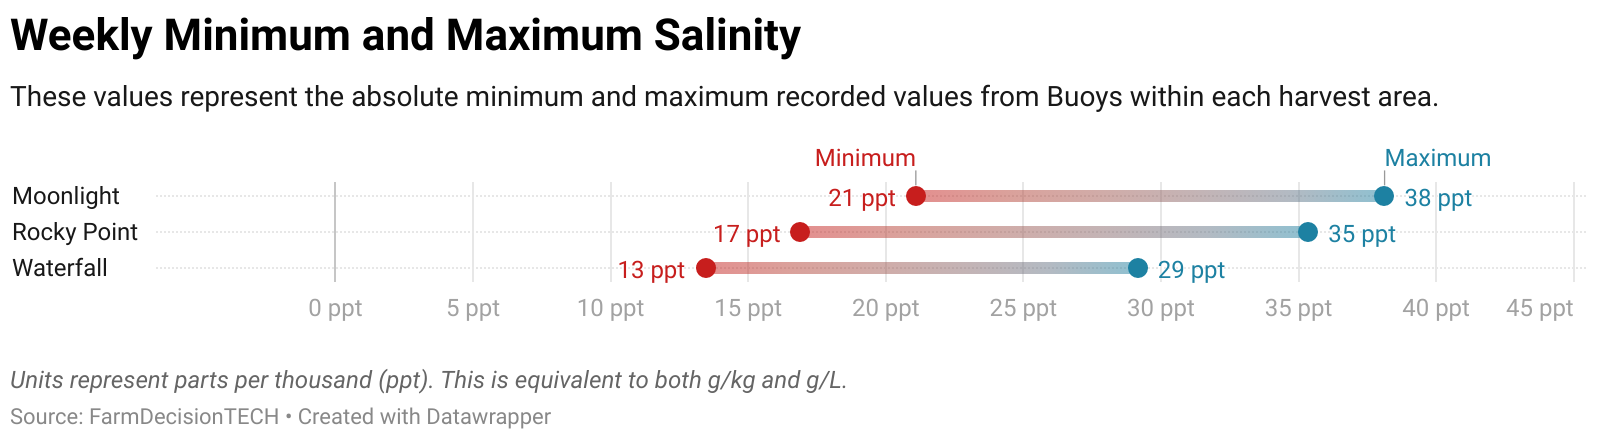 Weekly Minimum and Maximum Salinity
These values represent the absolute minimum and maximum recorded values from Buoys within each harvest area.
Minimum Maximum
Moonlight 21 ppt 38 ppt
Rocky Point 17 ppt 35 ppt
Waterfall 13 ppt 29 ppt
0 ppt 5 ppt 10 ppt 15 ppt 20 ppt 25 ppt 30 ppt 35 ppt 40 ppt 45 ppt
Units represent parts per thousand (ppt). This is equivalent to both g/kg and g/L.
Source: FarmDecisionTECH • Created with Datawrapper